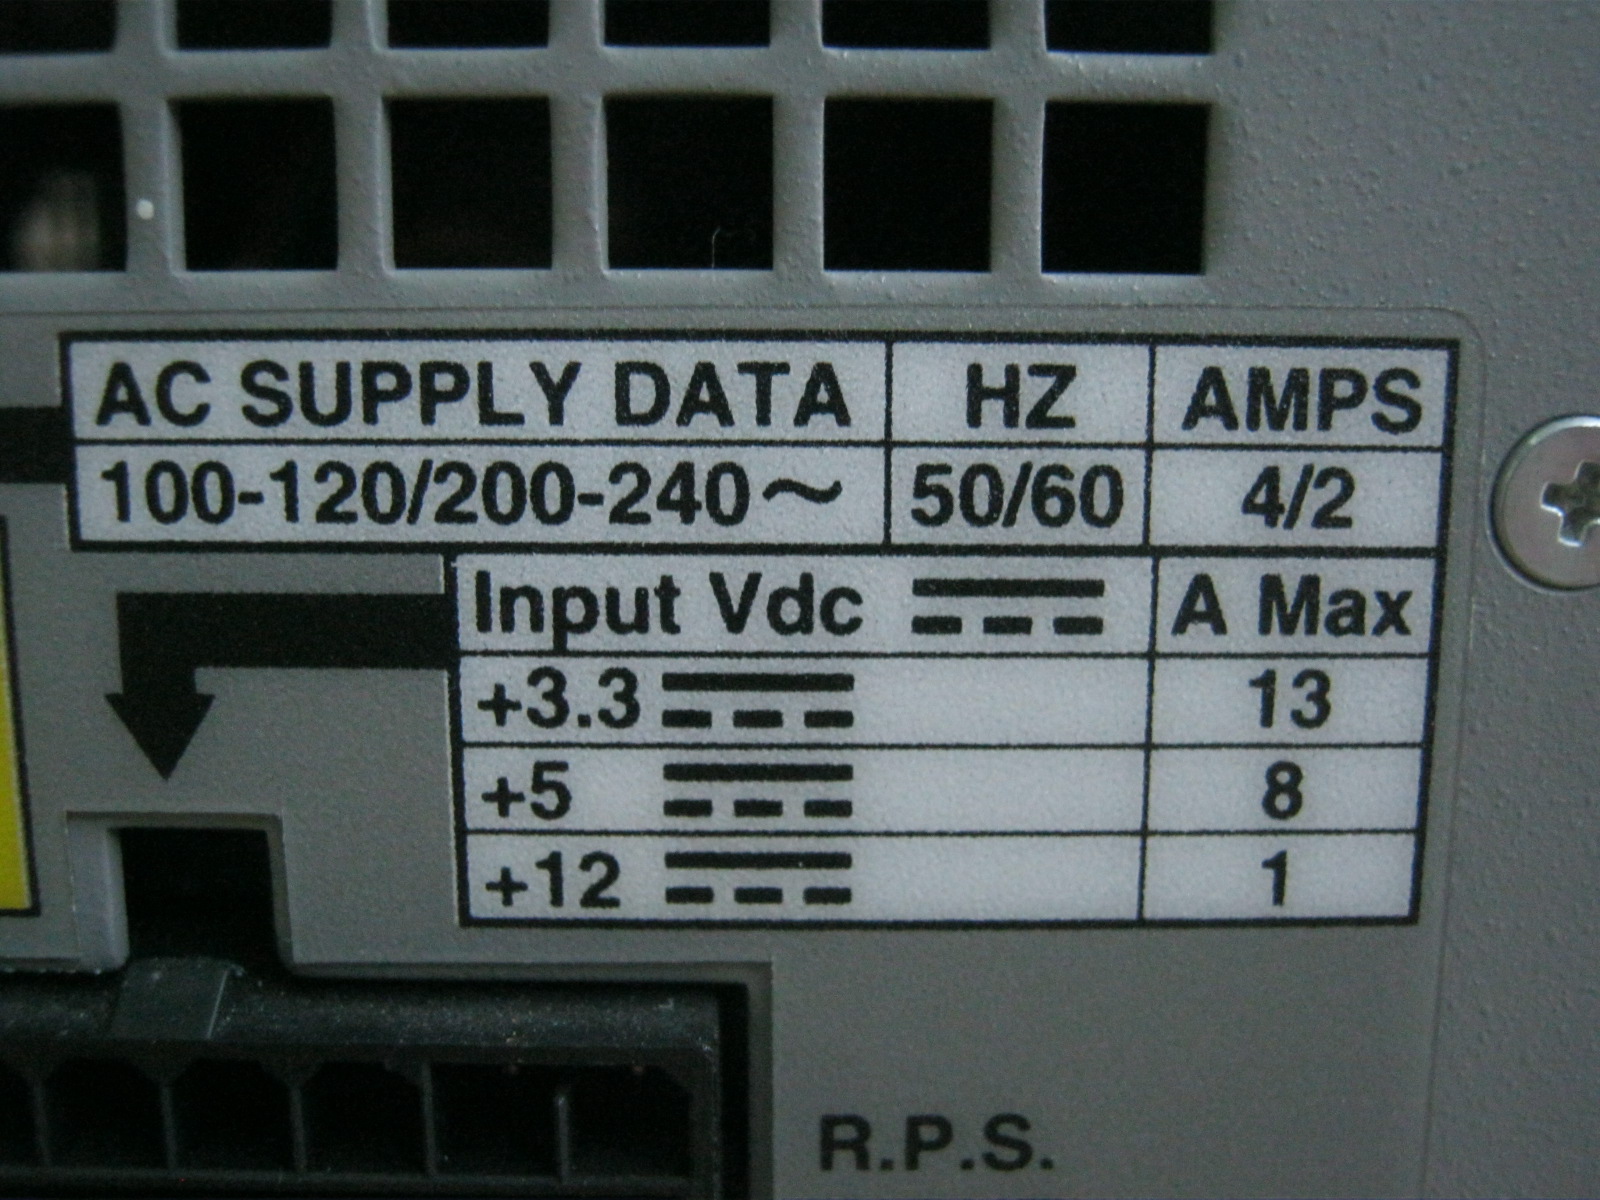 AC SUPPLY DATA HZ AMPS
100-120/200-240~ 50/60 4/2
Input Vdc A Max
+3.3 13
+5 8
+12 1
R.P.S.